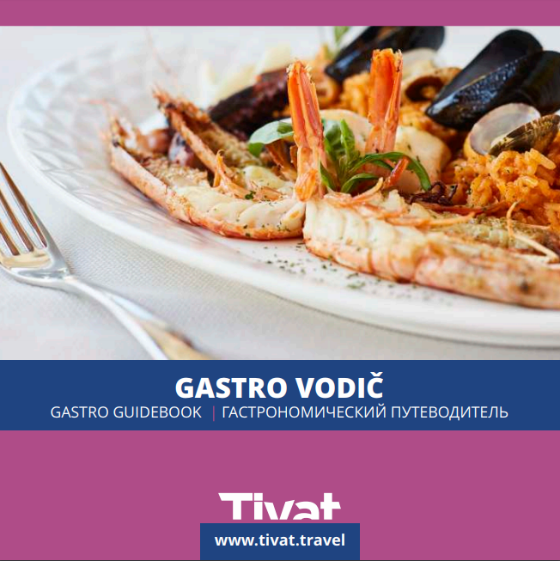 GASTRO VODIČ
GASTRO GUIDEBOOK | ГАСТРОНОМИЧЕСКИЙ ПУТЕВОДИТЕЛЬ
Tivat
www.tivat.travel